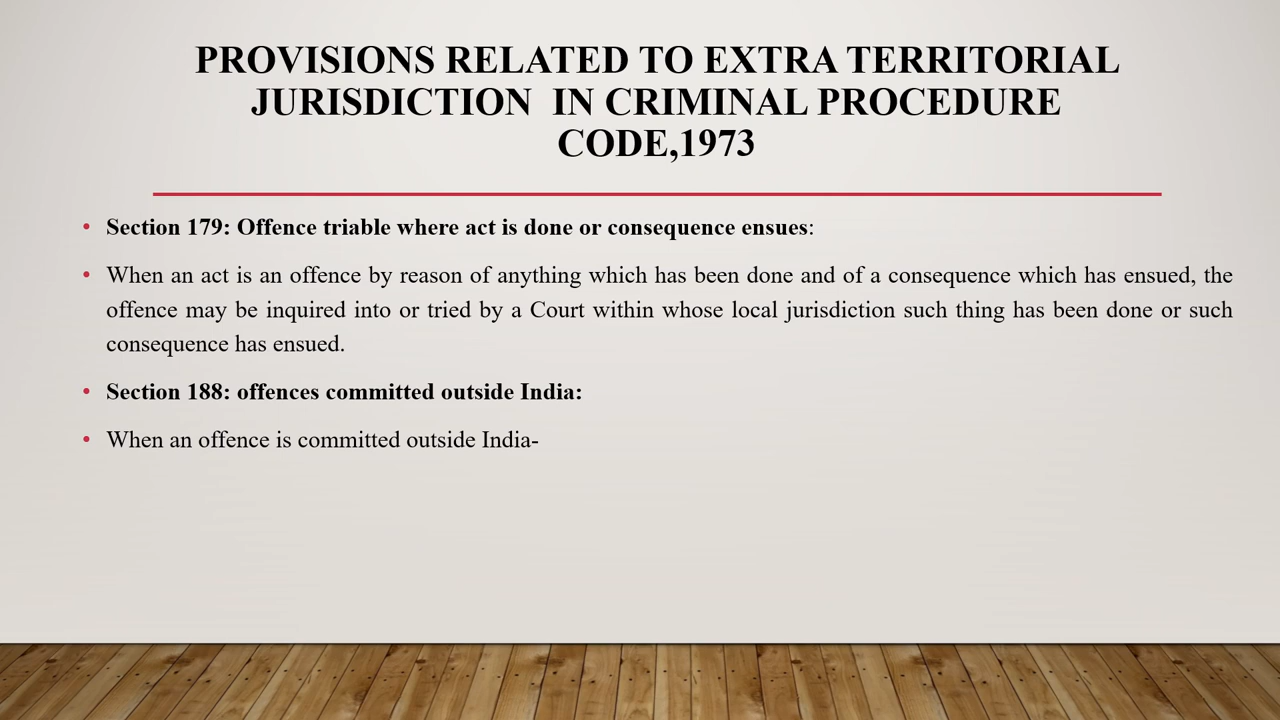 PROVISIONS RELATED TO EXTRA TERRITORIAL
JURISDICTION IN CRIMINAL PROCEDURE
CODE,1973
• Section 179: Offence triable where act is done or consequence ensues:
• When an act is an offence by reason of anything which has been done and of a consequence which has ensued, the
offence may be inquired into or tried by a Court within whose local jurisdiction such thing has been done or such
consequence has ensued.
• Section 188: offences committed outside India:
• When an offence is committed outside India-